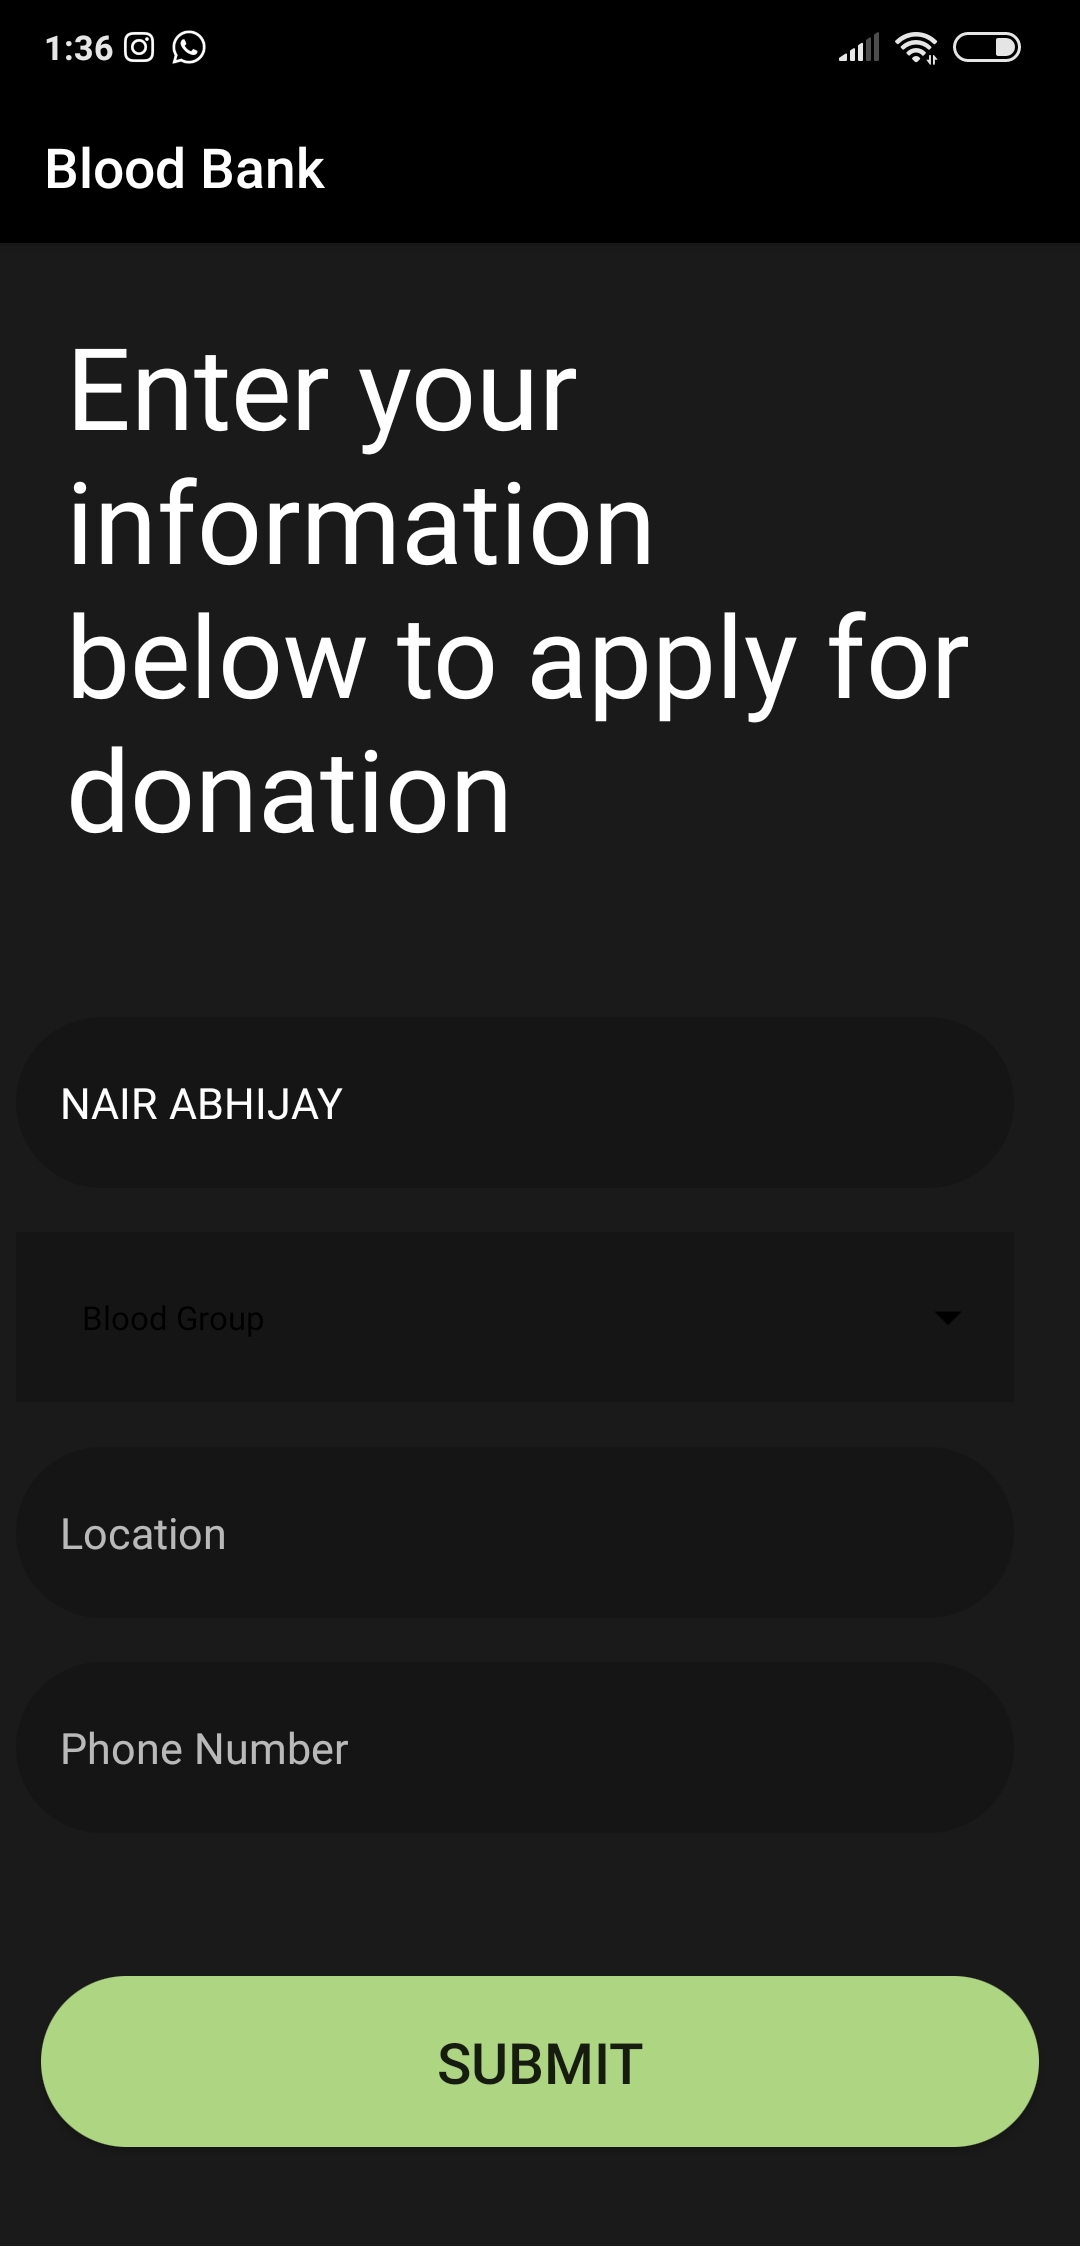 1:36
Blood Bank
Enter your
information
below to apply for
donation
NAIR ABHIJAY
Blood Group
Location
Phone Number
SUBMIT